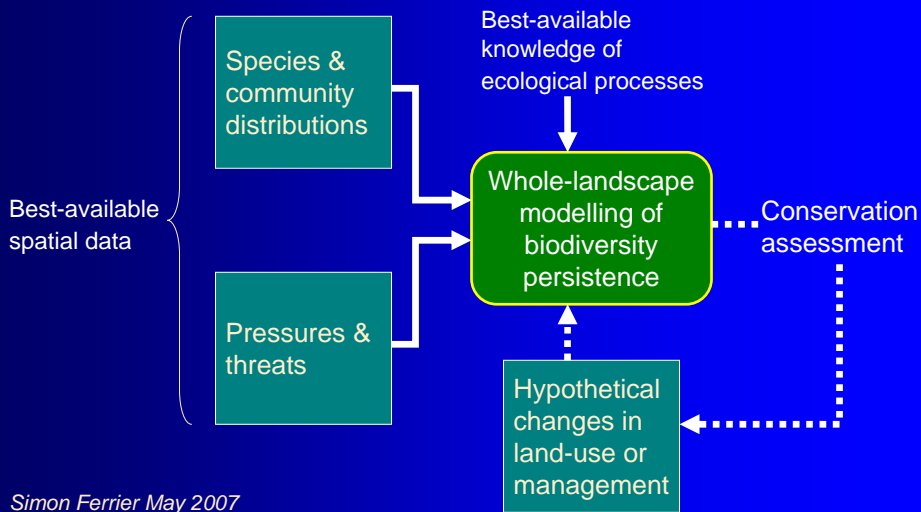 Best-available
spatial data
Species &
community
distributions
Pressures &
threats
Best-available
knowledge of
ecological processes
Whole-landscape
modelling of
biodiversity
persistence
Conservation
assessment
Hypothetical
changes in
land-use or
management
Simon Ferrier May 2007